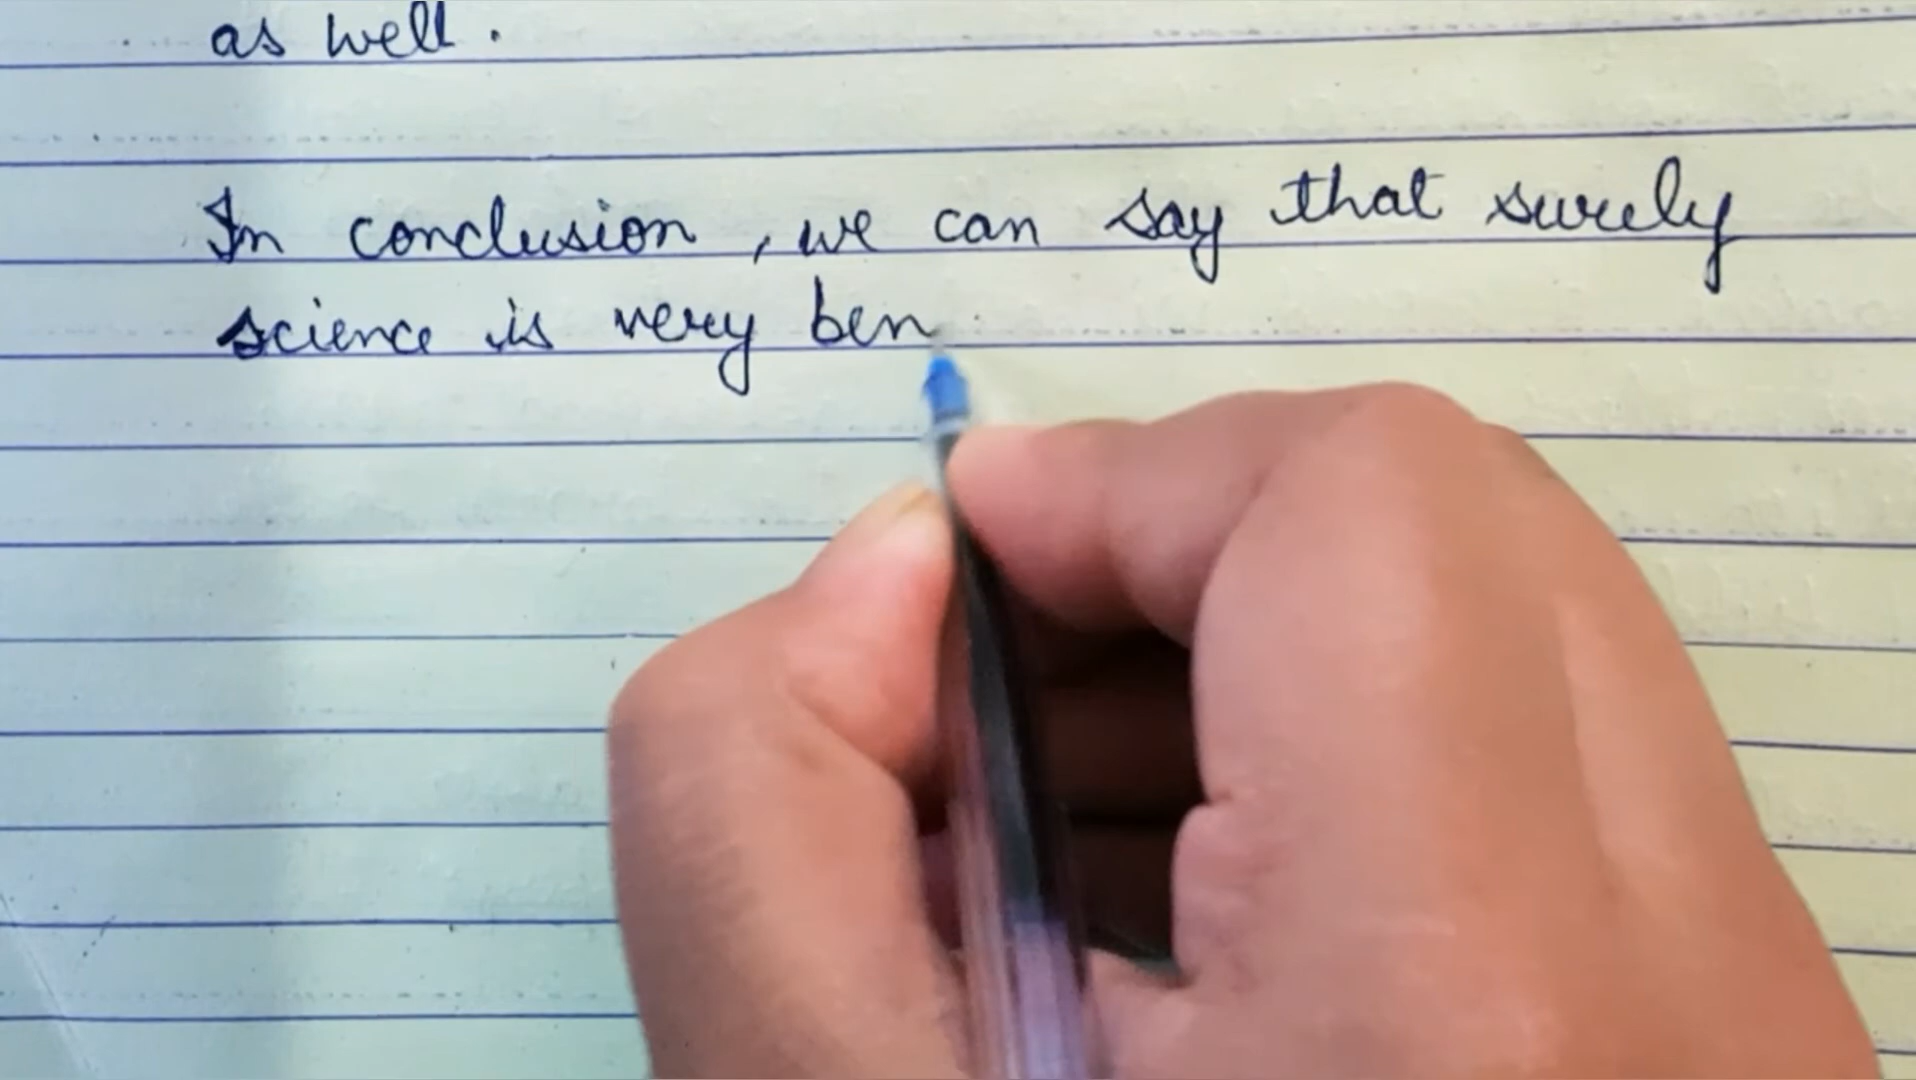 as well.
In conclusion, we can say that surely
science is very ben